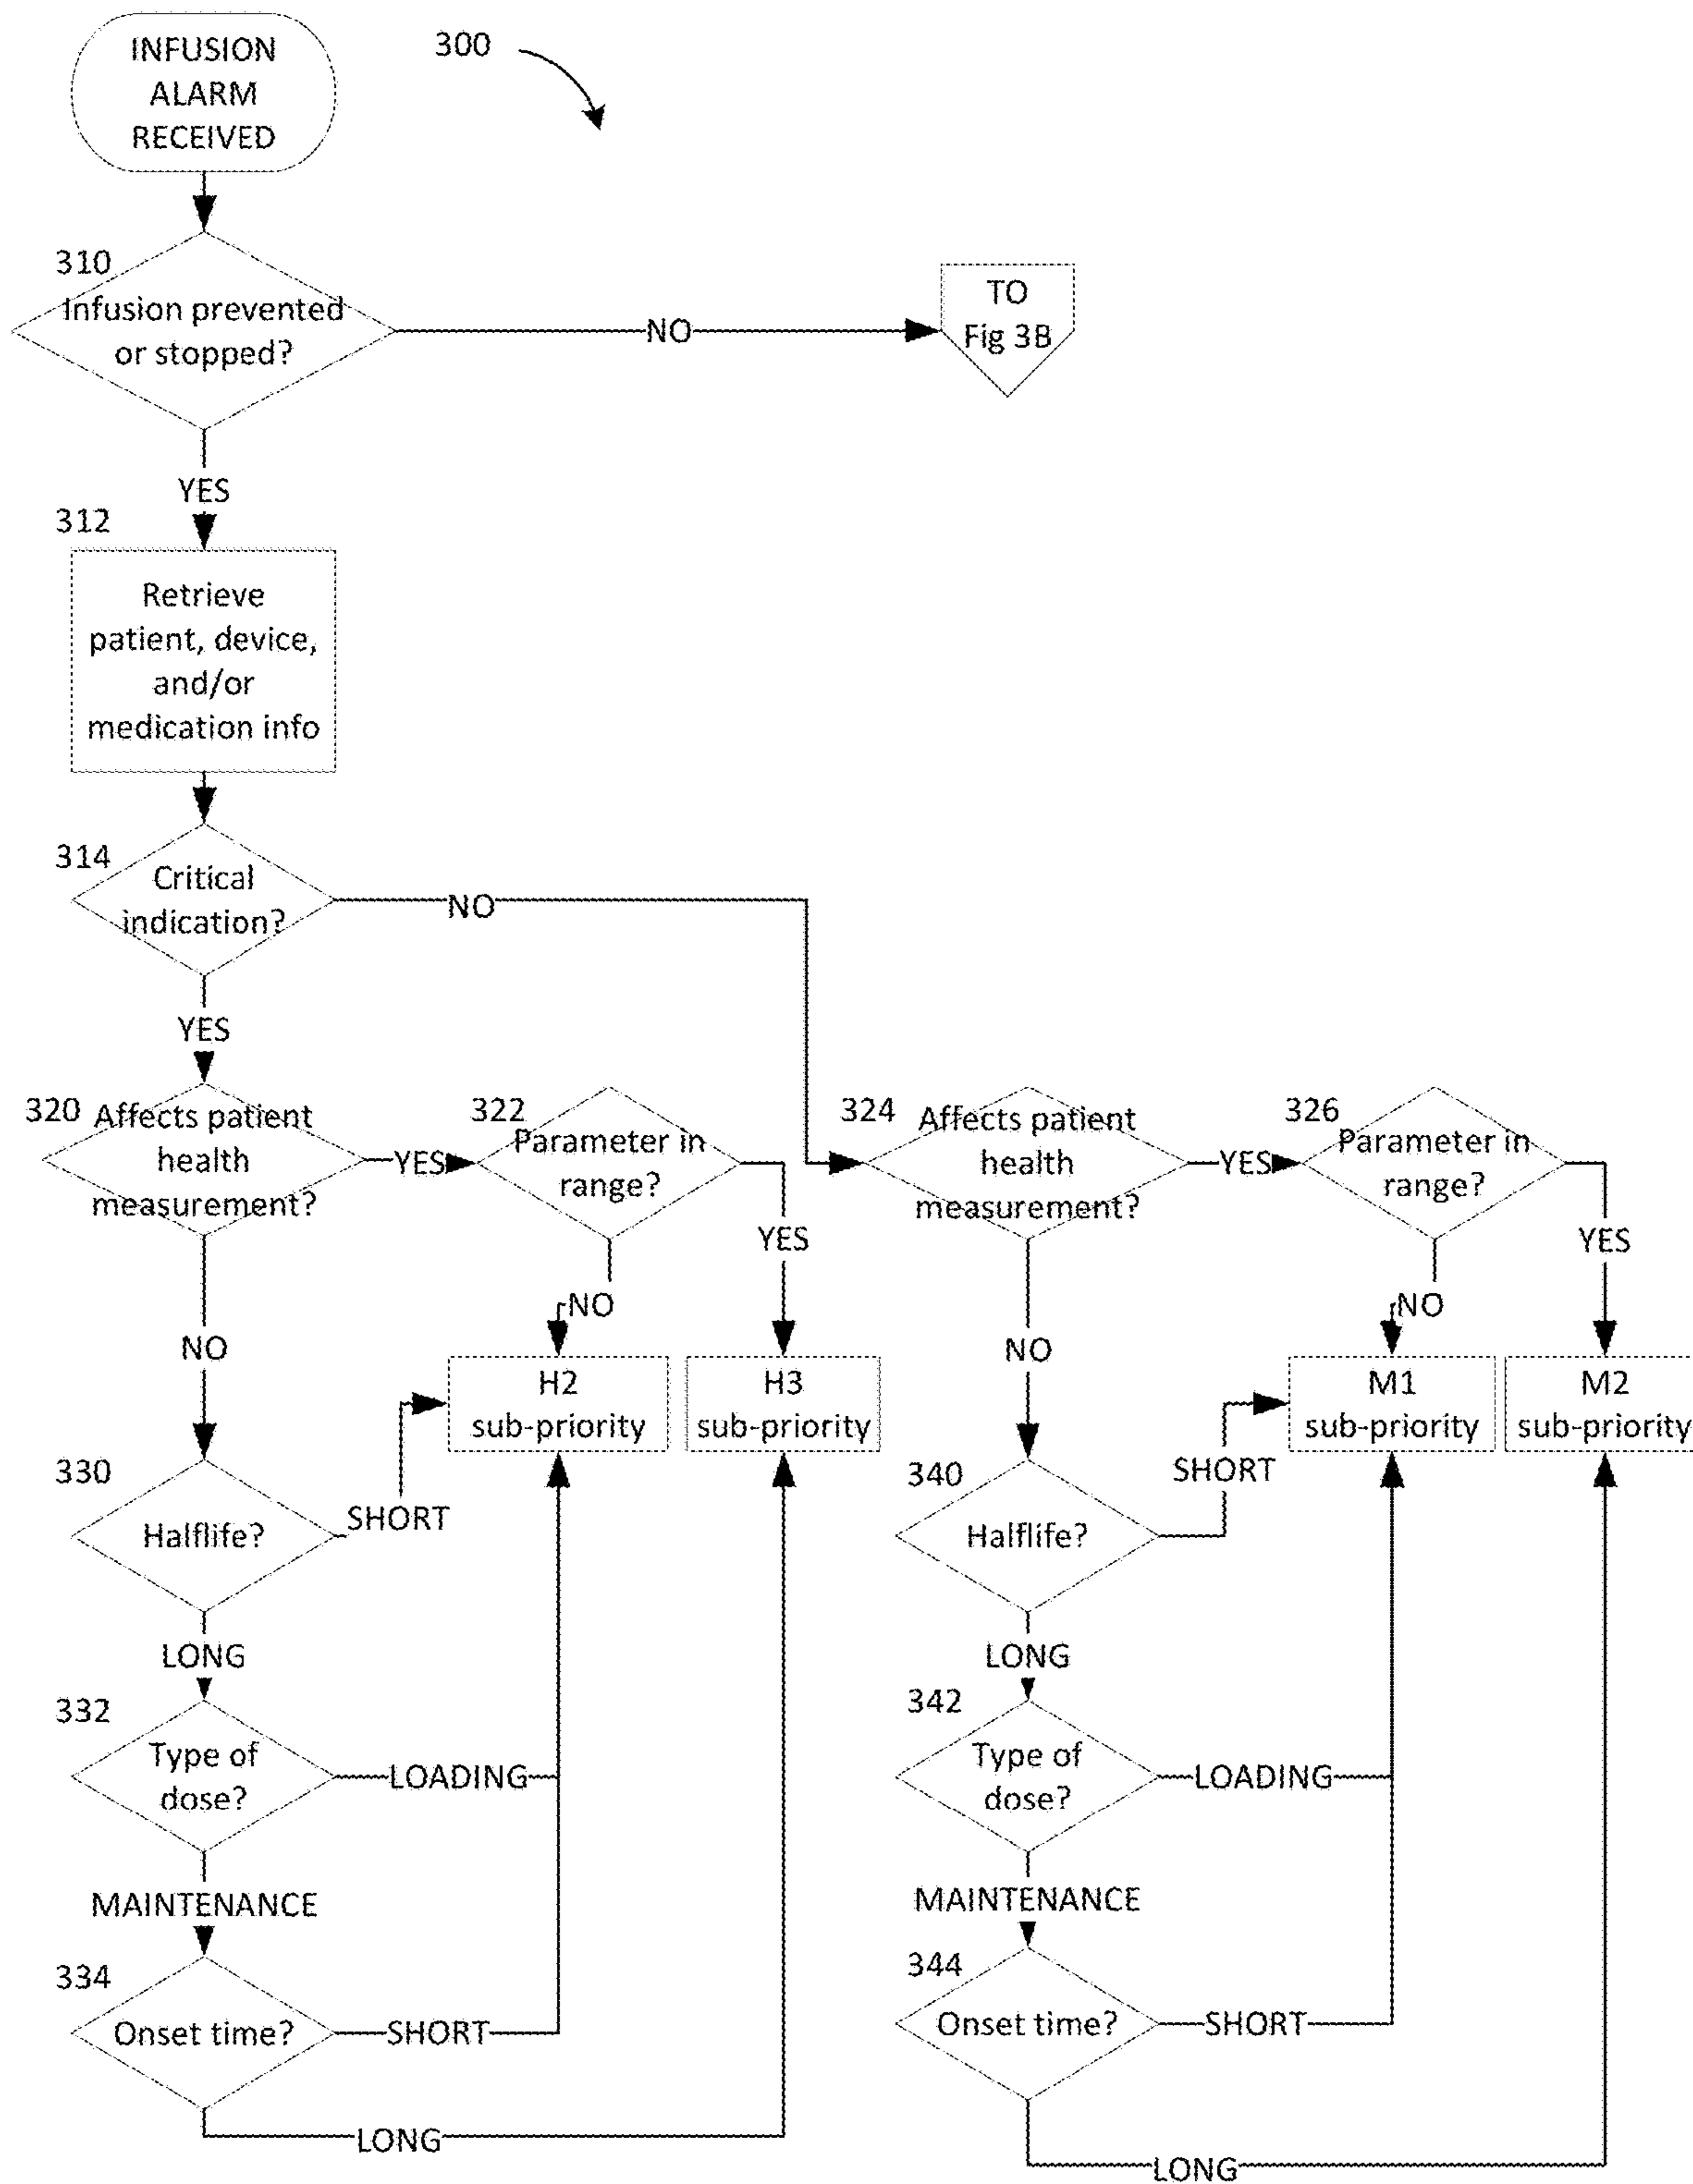 INFUSION
ALARM
RECEIVED
300
310
Infusion prevented
or stopped?
NO
TO
Fig 3B
YES
312
Retrieve
patient, device,
and/or
medication info
314
Critical
indication?
NO
YES
320
Affects patient
health
measurement?
YES
322
Parameter in
range?
YES
NO
324
Affects patient
health
measurement?
YES
326
Parameter in
range?
YES
NO
NO
NO
H2
sub-priority
H3
sub-priority
M1
sub-priority
M2
sub-priority
330
Halflife?
SHORT
340
Halflife?
SHORT
LONG
LONG
332
Type of
dose?
LOADING
342
Type of
dose?
LOADING
MAINTENANCE
MAINTENANCE
334
Onset time?
SHORT
344
Onset time?
SHORT
LONG
LONG